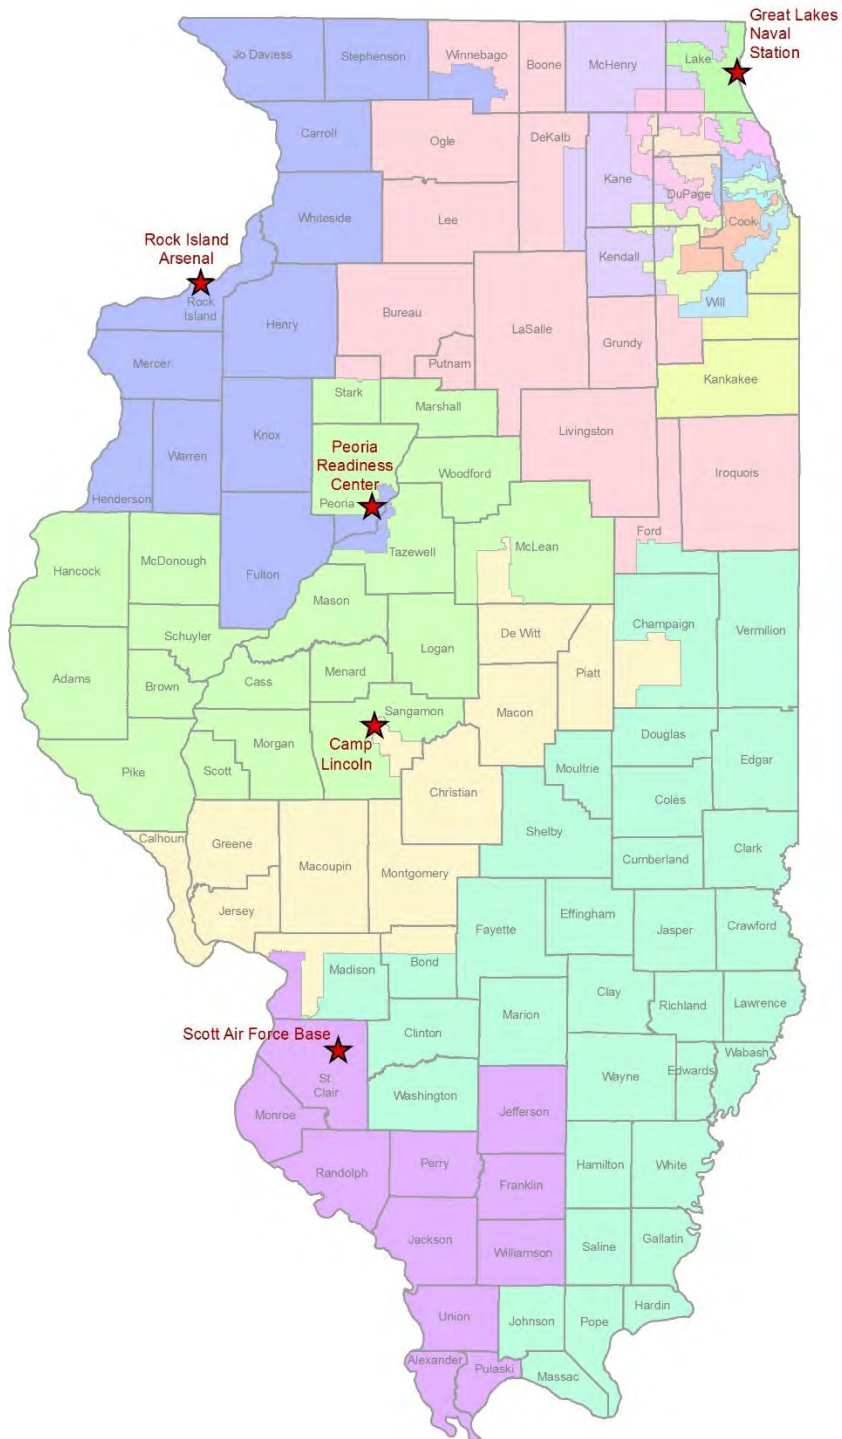 Great Lakes
Naval
Station
Jo Daviess
Stephenson
Winnebago
Boone
McHenry
Lake
Carroll
Ogle
DeKalb
Kane
DuPage
Cook
Whiteside
Lee
Kendall
Will
Rock Island
Arsenal
Rock
Island
Henry
Bureau
LaSalle
Grundy
Putnam
Kankakee
Mercer
Stark
Marshall
Livingston
Iroquois
Henderson
Warren
Knox
Peoria
Readiness
Center
Peoria
Woodford
Tazewell
McLean
Ford
Hancock
McDonough
Fulton
Mason
Schuyler
Logan
De Witt
Champaign
Vermilion
Adams
Brown
Cass
Menard
Piatt
Macon
Sangamon
Camp
Lincoln
Douglas
Edgar
Pike
Scott
Morgan
Christian
Moultrie
Coles
Shelby
Cumberland
Clark
Calhoun
Greene
Macoupin
Montgomery
Jersey
Fayette
Effingham
Jasper
Crawford
Madison
Bond
Clay
Richland
Lawrence
Marion
Clinton
Scott Air Force Base
St.
Clair
Washington
Wayne
Edwards
Wabash
Monroe
Jefferson
Randolph
Perry
Franklin
Hamilton
White
Jackson
Williamson
Saline
Gallatin
Union
Johnson
Pope
Hardin
Alexander
Pulaski
Massac